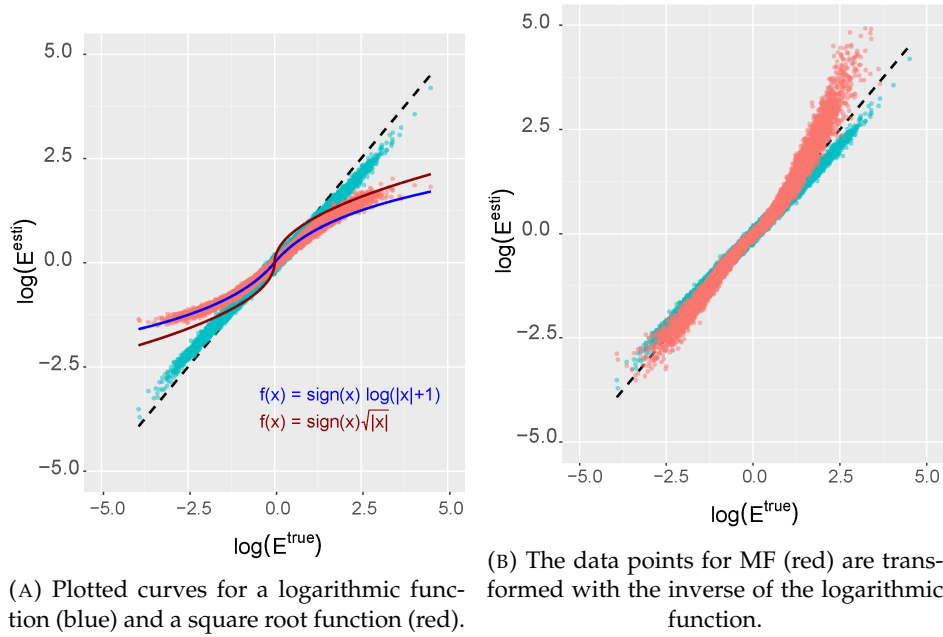 5.0
2.5
0.0
−2.5
−5.0
log(E^esti)
f(x) = sign(x) log(|x|+1)
f(x) = sign(x)√|x|
−5.0 −2.5 0.0 2.5 5.0
log(E^true)
(A) Plotted curves for a logarithmic func-
tion (blue) and a square root function (red).
5.0
2.5
0.0
−2.5
−5.0
log(E^esti)
−5.0 −2.5 0.0 2.5 5.0
log(E^true)
(B) The data points for MF (red) are trans-
formed with the inverse of the logarithmic
function.